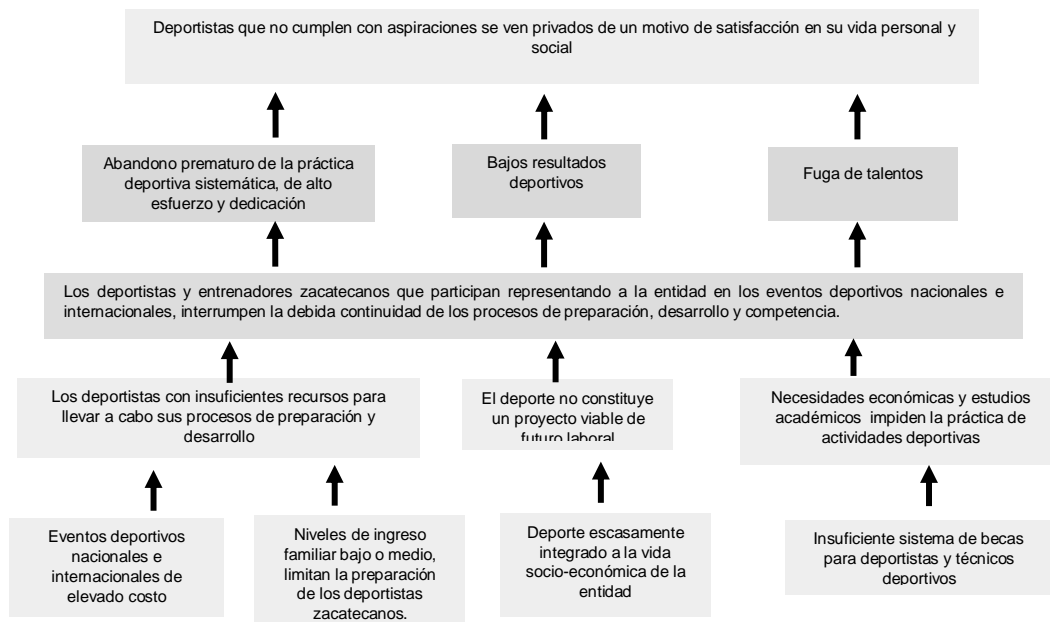 Deportistas que no cumplen con aspiraciones se ven privados de un motivo de satisfacción en su vida personal y
social
Abandono prematuro de la práctica
deportiva sistemática, de alto
esfuerzo y dedicación
Bajos resultados
deportivos
Fuga de talentos
Los deportistas y entrenadores zacatecanos que participan representando a la entidad en los eventos deportivos nacionales e
internacionales, interrumpen la debida continuidad de los procesos de preparación, desarrollo y competencia.
Los deportistas con insuficientes recursos para
llevar a cabo sus procesos de preparación y
desarrollo
El deporte no constituye
un proyecto viable de
futuro laboral
Necesidades económicas y estudios
académicos impiden la práctica de
actividades deportivas
Eventos deportivos
nacionales e
internacionales de
elevado costo
Niveles de ingreso
familiar bajo o medio,
limitan la preparación
de los deportistas
zacatecanos.
Deporte escasamente
integrado a la vida
socio-económica de la
entidad
Insuficiente sistema de becas
para deportistas y técnicos
deportivos